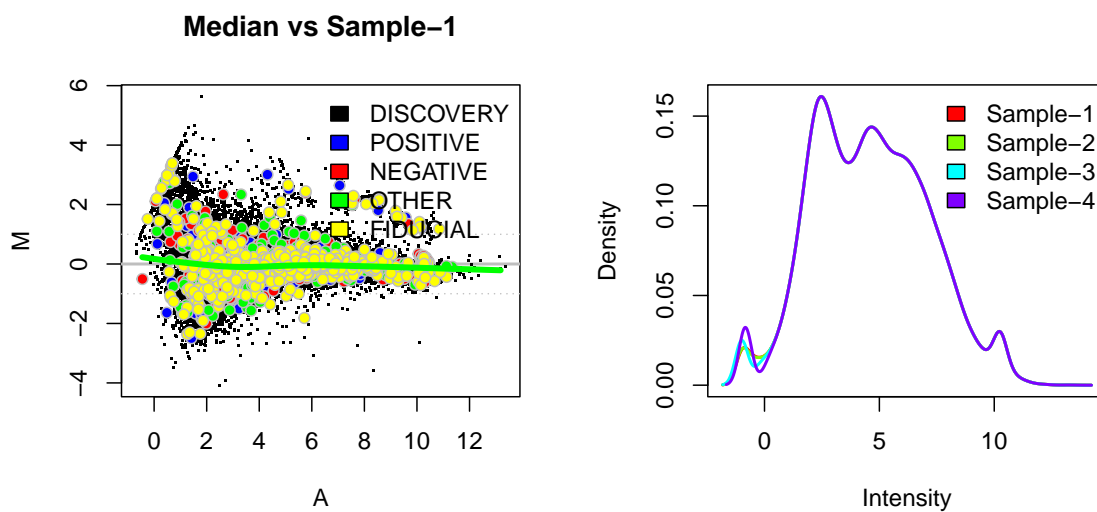 Median vs Sample−1
M
6
4
2
0
−2
−4
DISCOVERY
POSITIVE
NEGATIVE
OTHER
FIDUCIAL
0 2 4 6 8 10 12
A
Density
0.15
0.10
0.05
0.00
Sample−1
Sample−2
Sample−3
Sample−4
0 5 10
Intensity